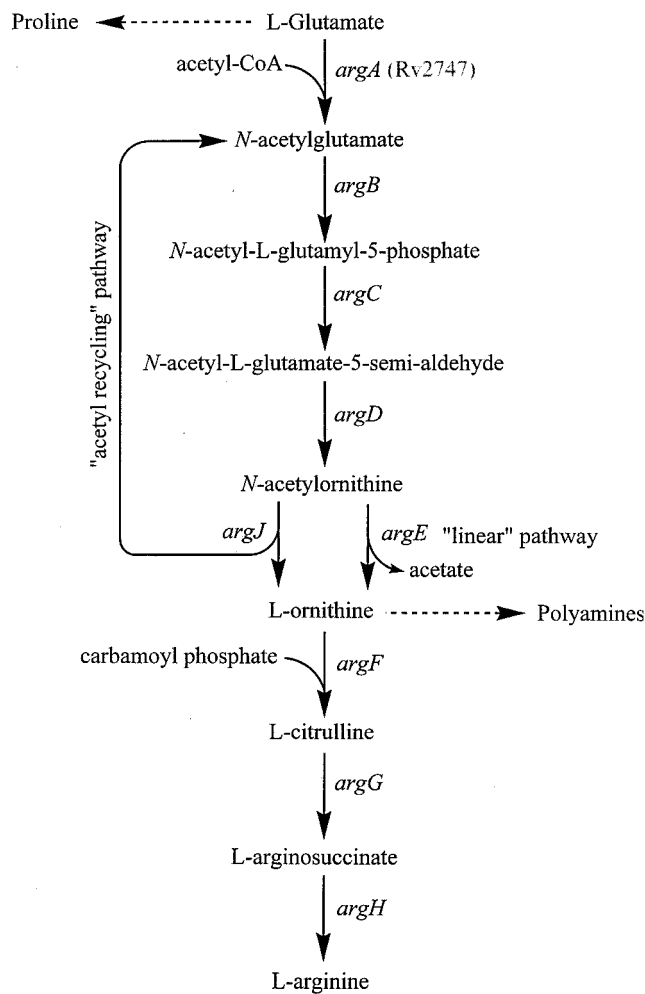 Proline
L-Glutamate
acetyl-CoA
argA (Rv2747)
N-acetylglutamate
argB
N-acetyl-L-glutamyl-5-phosphate
argC
"acetyl recycling" pathway
N-acetyl-L-glutamate-5-semi-aldehyde
argD
N-acetylornithine
argJ
argE "linear" pathway
acetate
L-ornithine
Polyamines
carbamoyl phosphate
argF
L-citrulline
argG
L-arginosuccinate
argH
L-arginine